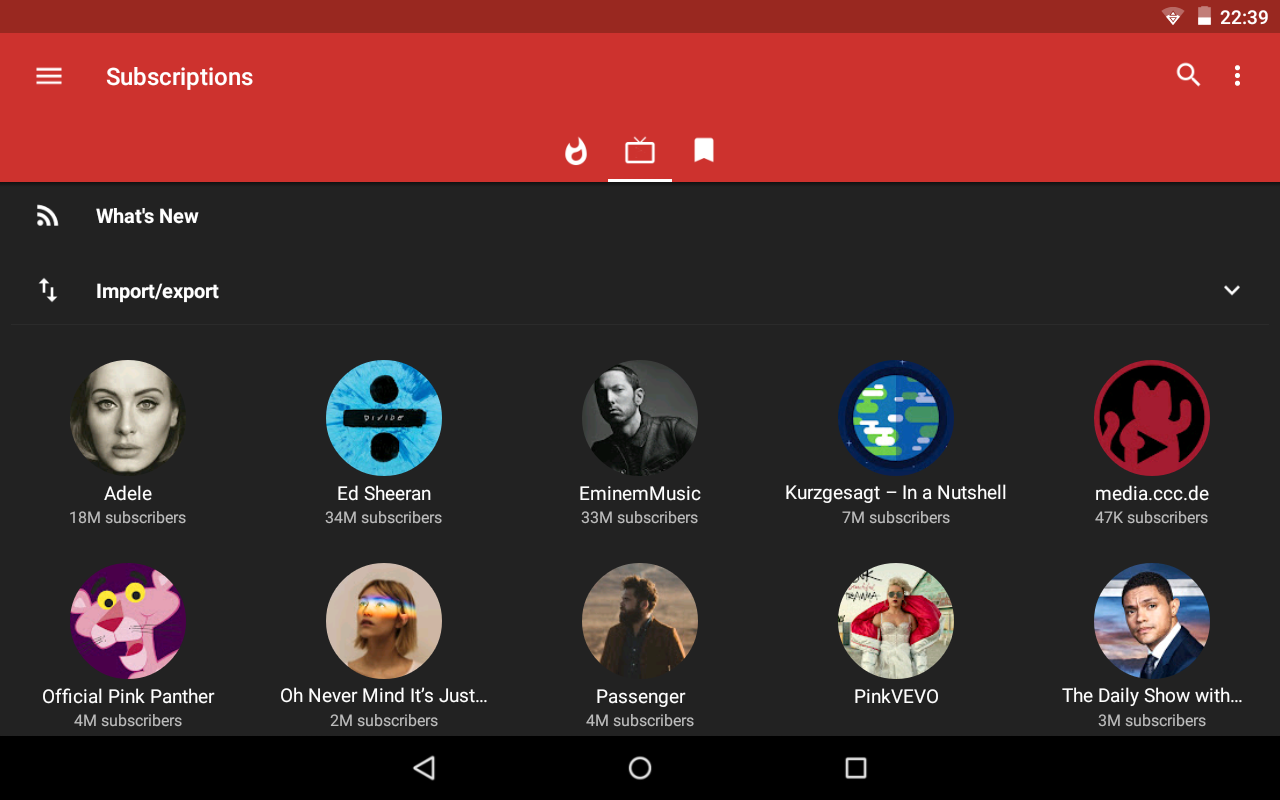 22:39
Subscriptions
What's New
Import/export
DIVIDE
Adele
Ed Sheeran
EminemMusic
Kurzgesagt – In a Nutshell
media.ccc.de
18M subscribers
34M subscribers
33M subscribers
7M subscribers
47K subscribers
Official Pink Panther
Oh Never Mind It’s Just...
Passenger
PinkVEVO
The Daily Show with...
4M subscribers
2M subscribers
4M subscribers
3M subscribers